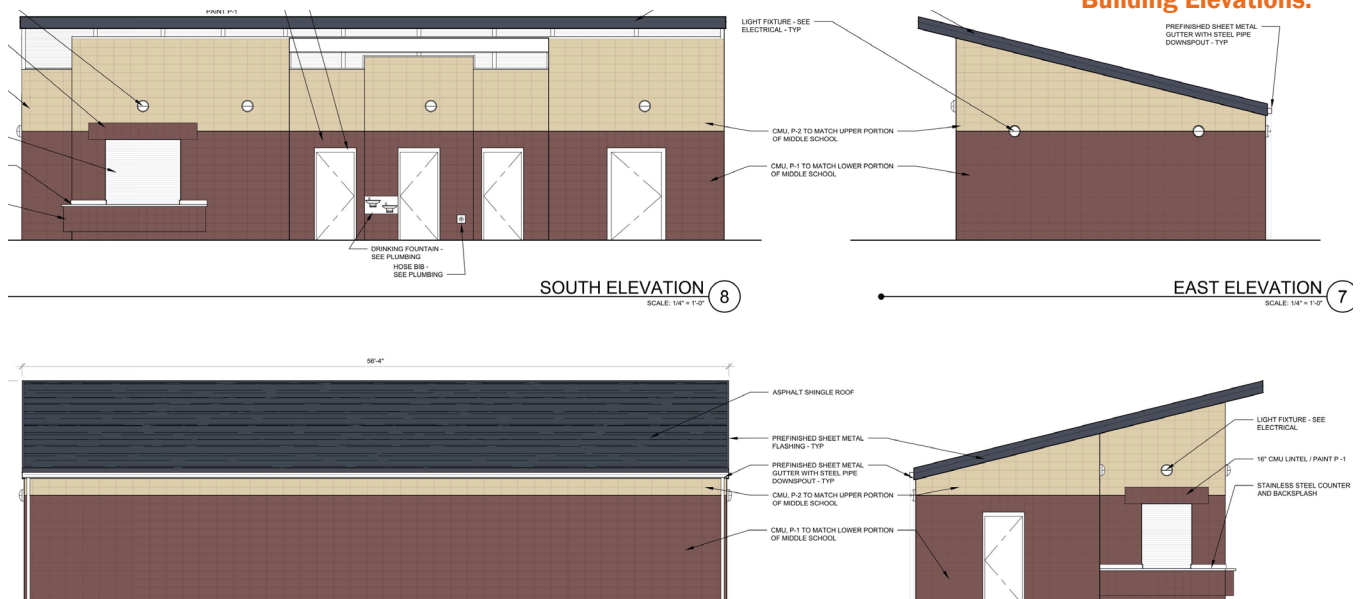 Building Elevations.
PAINT P-1
LIGHT FIXTURE - SEE
ELECTRICAL - TYP
PREFINISHED SHEET METAL
GUTTER WITH STEEL PIPE
DOWNSPOUT - TYP
CMU, P-2 TO MATCH UPPER PORTION
OF MIDDLE SCHOOL
CMU, P-1 TO MATCH LOWER PORTION
OF MIDDLE SCHOOL
DRINKING FOUNTAIN -
SEE PLUMBING
HOSE BIB -
SEE PLUMBING
SOUTH ELEVATION
SCALE: 1/4" = 1'-0"
8
EAST ELEVATION
SCALE: 1/4" = 1'-0"
7
56'-4"
ASPHALT SHINGLE ROOF
PREFINISHED SHEET METAL
FLASHING - TYP
PREFINISHED SHEET METAL
GUTTER WITH STEEL PIPE
DOWNSPOUT - TYP
CMU, P-2 TO MATCH UPPER PORTION
OF MIDDLE SCHOOL
CMU, P-1 TO MATCH LOWER PORTION
OF MIDDLE SCHOOL
LIGHT FIXTURE - SEE
ELECTRICAL
16" CMU LINTEL / PAINT P -1
STAINLESS STEEL COUNTER
AND BACKSPLASH